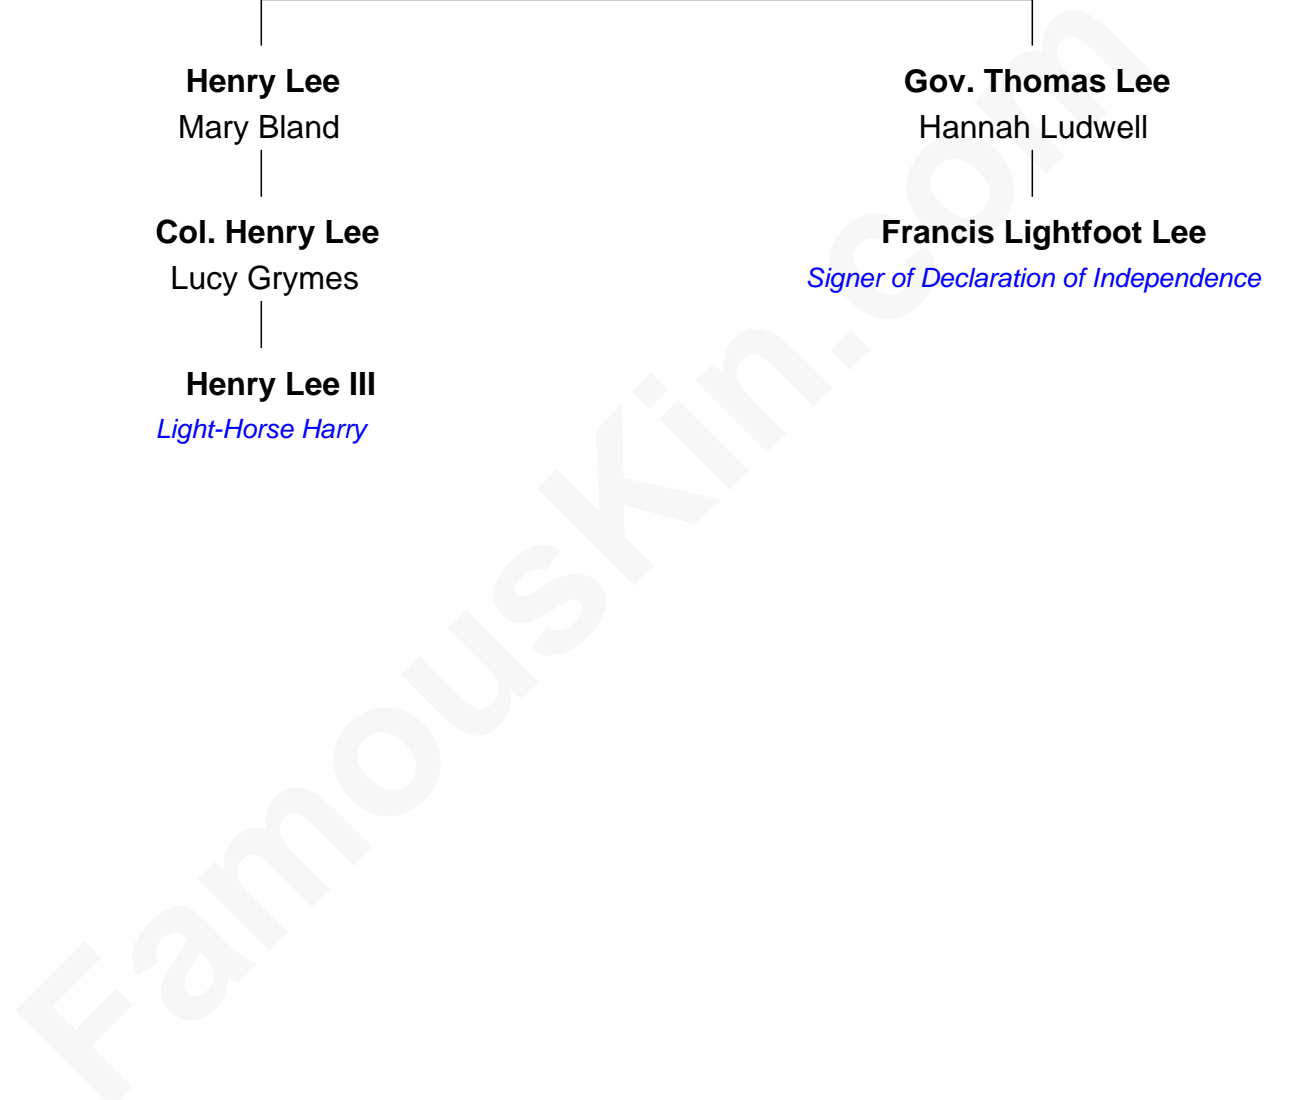 Henry Lee
Mary Bland
Gov. Thomas Lee
Hannah Ludwell
Col. Henry Lee
Lucy Grymes
Francis Lightfoot Lee
Signer of Declaration of Independence
Henry Lee III
Light-Horse Harry
FamousKin.com